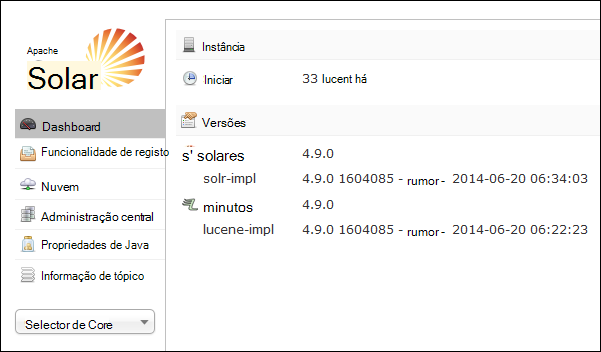 Apache
Solar
Dashboard
Funcionalidade de registo
Nuvem
Administração central
Propriedades de Java
Informação de tópico
Selector de Core
Instância
Iniciar 33 lucent há
Versões
s' solares 4.9.0
solr-impl 4.9.0 1604085 - rumor - 2014-06-20 06:34:03
minutos 4.9.0
lucene-impl 4.9.0 1604085 - rumor - 2014-06-20 06:22:23